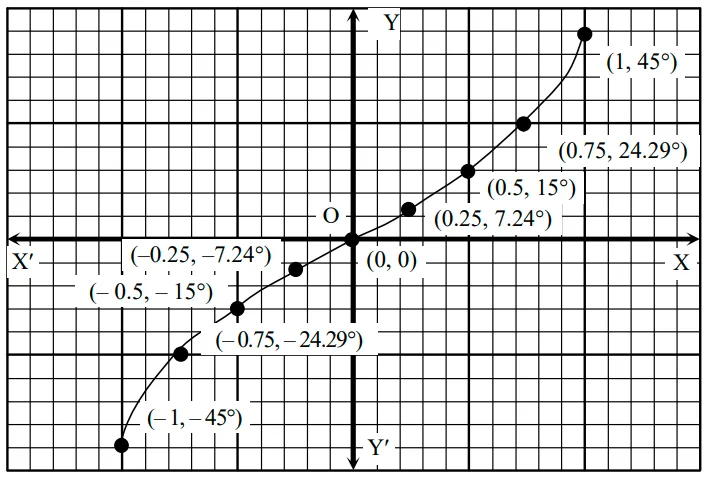 Y
(1, 45°)
(0.75, 24.29°)
(0.5, 15°)
O
(0.25, 7.24°)
(–0.25, –7.24°)
X′
(0, 0)
X
(– 0.5, – 15°)
(– 0.75, – 24.29°)
(– 1, – 45°)
Y′